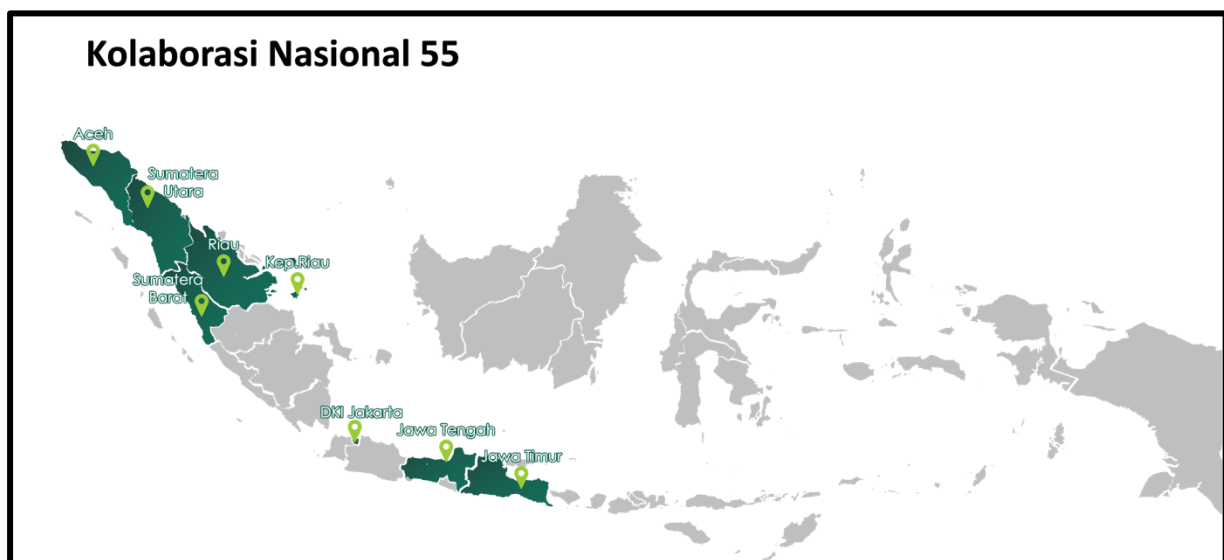 Kolaborasi Nasional 55
Aceh
Sumatera
Utara
Riau
Kep.Riau
Sumatera
Barat
DKI Jakarta
Jawa Tengah
Jawa Timur